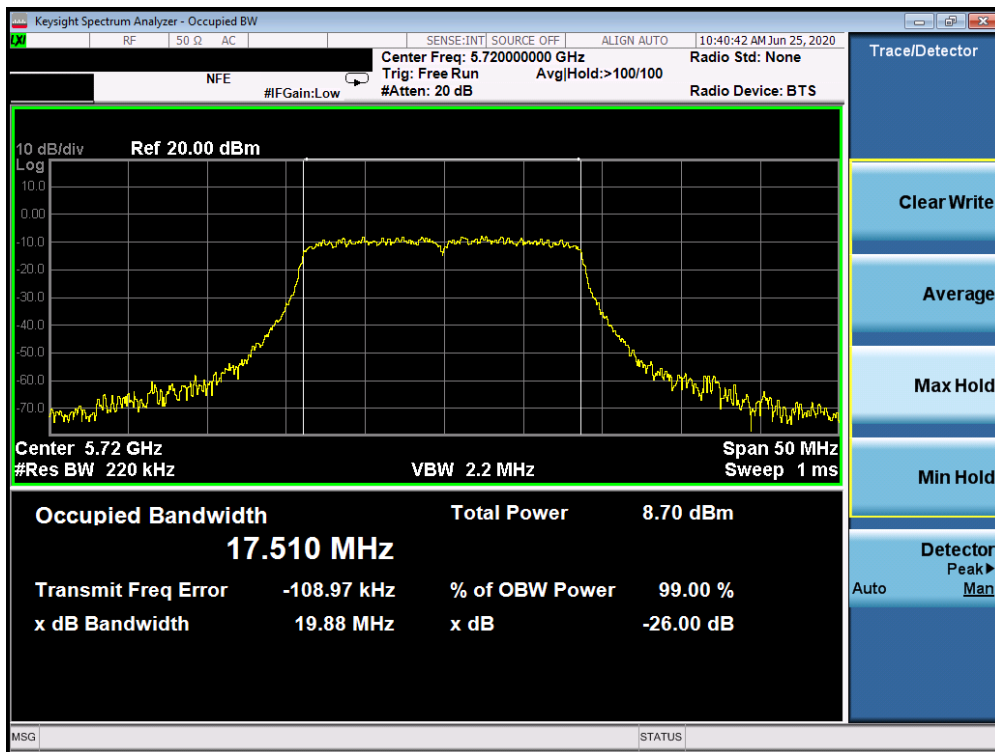 Keysight Spectrum Analyzer - Occupied BW
LXI RF 50 Ω AC SENSE:INT SOURCE OFF ALIGN AUTO 10:40:42 AM Jun 25, 2020
Center Freq: 5.720000000 GHz Radio Std: None
NFE Trig: Free Run Avg|Hold:>100/100
#IFGain:Low #Atten: 20 dB Radio Device: BTS
Trace/Detector
10 dB/div Ref 20.00 dBm
Log
10.0
0.00
-10.0
-20.0
-30.0
-40.0
-50.0
-60.0
-70.0
Center 5.72 GHz Span 50 MHz
#Res BW 220 kHz VBW 2.2 MHz Sweep 1 ms
Occupied Bandwidth Total Power 8.70 dBm
17.510 MHz
Transmit Freq Error -108.97 kHz % of OBW Power 99.00 %
x dB Bandwidth 19.88 MHz x dB -26.00 dB
Clear Write
Average
Max Hold
Min Hold
Detector
Peak▶
Auto Man
MSG STATUS